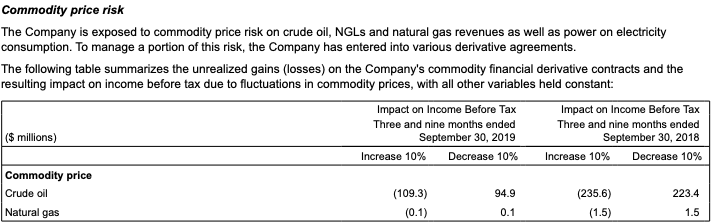 Commodity price risk
The Company is exposed to commodity price risk on crude oil, NGLs and natural gas revenues as well as power on electricity
consumption. To manage a portion of this risk, the Company has entered into various derivative agreements.
The following table summarizes the unrealized gains (losses) on the Company's commodity financial derivative contracts and the
resulting impact on income before tax due to fluctuations in commodity prices, with all other variables held constant:
Impact on Income Before Tax Impact on Income Before Tax
Three and nine months ended Three and nine months ended
($ millions) September 30, 2019 September 30, 2018
Increase 10% Decrease 10% Increase 10% Decrease 10%
Commodity price
Crude oil (109.3) 94.9 (235.6) 223.4
Natural gas (0.1) 0.1 (1.5) 1.5